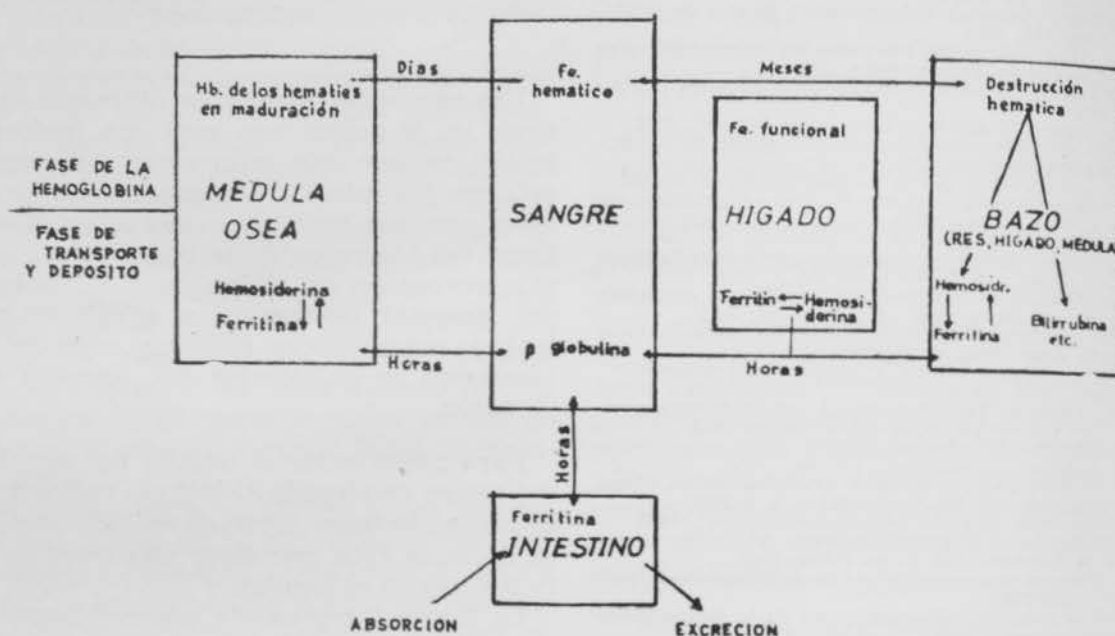 FASE DE LA
HEMOGLOBINA
FASE DE
TRANSPORTE
Y DEPOSITO
Hb. de los hematies
en maduración
MEDULA
OSEA
Hemosiderina
Ferritina
Días
Horas
Fe.
hemático
SANGRE
β globulina
Meses
Horas
Fe. funcional
HIGADO
Ferritin
Hemosi-
derina
Destrucción
hematica
BAZO
(RES, HIGADO, MEDULA
Hemosidr.
Ferritina
Bilirrubina
etc.
Horas
Ferritina
INTESTINO
ABSORCION
EXCRECION